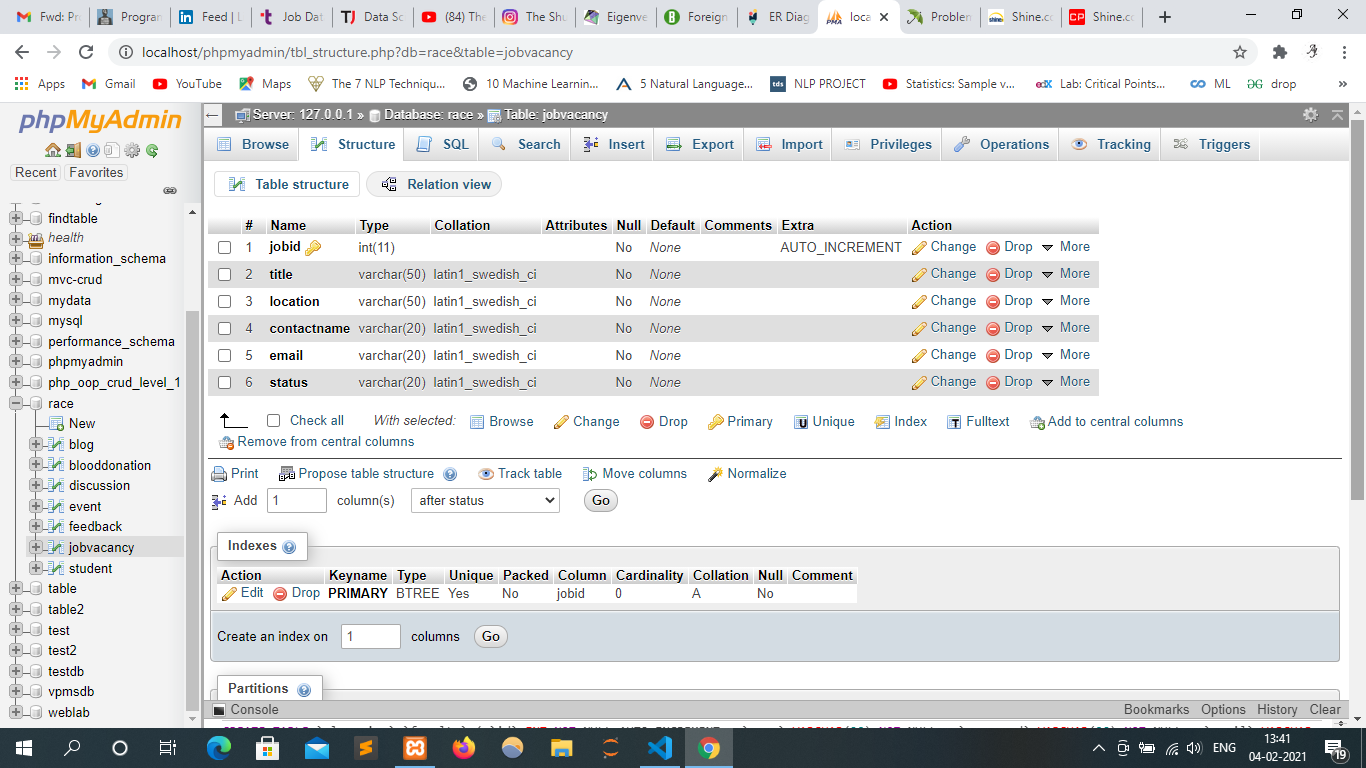 Fwd: Pr
Program
Feed | L
Job Dat
Data Sc
(84) The
The Shu
Eigenve
Foreign
ER Diag
loca
Problem
Shine.co
Shine.co
localhost/phpmyadmin/tbl_structure.php?db=race&table=jobvacancy
Apps Gmail YouTube Maps The 7 NLP Techniqu... 10 Machine Learnin... 5 Natural Language... NLP PROJECT Statistics: Sample v... Lab: Critical Points... ML drop »
phpMyAdmin
Recent Favorites
findtable
health
information_schema
mvc-crud
mydata
mysql
performance_schema
phpmyadmin
php_oop_crud_level_1
race
New
blog
blooddonation
discussion
event
feedback
jobvacancy
student
table
table2
test
test2
testdb
vpmsdb
weblab
Server: 127.0.0.1 » Database: race » Table: jobvacancy
Browse Structure SQL Search Insert Export Import Privileges Operations Tracking Triggers
Table structure Relation view
# Name Type Collation Attributes Null Default Comments Extra Action
1 jobid int(11) No None AUTO_INCREMENT Change Drop More
2 title varchar(50) latin1_swedish_ci No None Change Drop More
3 location varchar(50) latin1_swedish_ci No None Change Drop More
4 contactname varchar(20) latin1_swedish_ci No None Change Drop More
5 email varchar(20) latin1_swedish_ci No None Change Drop More
6 status varchar(20) latin1_swedish_ci No None Change Drop More
Check all With selected: Browse Change Drop Primary Unique Index Fulltext Add to central columns
Remove from central columns
Print Propose table structure Track table Move columns Normalize
Add 1 column(s) after status Go
Indexes
Action Keyname Type Unique Packed Column Cardinality Collation Null Comment
Edit Drop PRIMARY BTREE Yes No jobid 0 A No
Create an index on 1 columns Go
Partitions
Console Bookmarks Options History Clear
ENG
13:41
04-02-2021
19